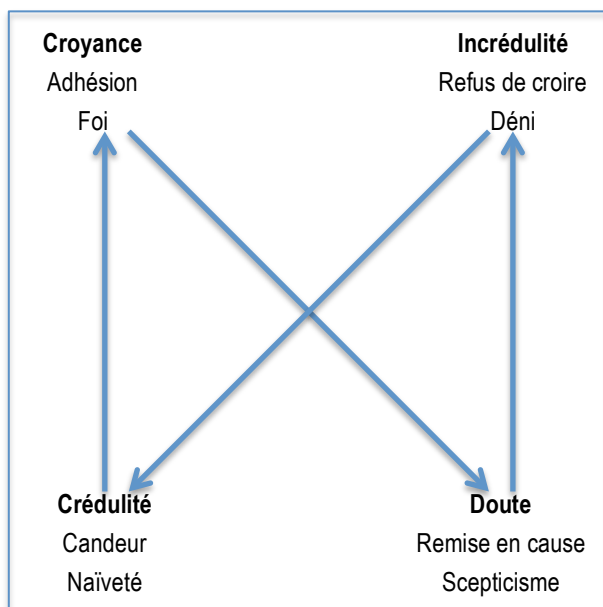 Croyance
Adhésion
Foi
Incrédulité
Refus de croire
Déni
Crédulité
Candeur
Naïveté
Doute
Remise en cause
Scepticisme